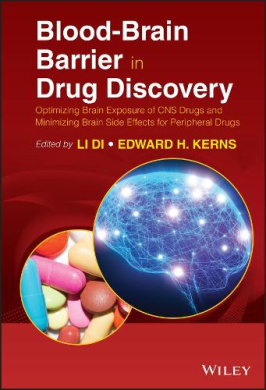 Blood-Brain
Barrier in
Drug Discovery
Optimizing Brain Exposure of CNS Drugs and
Minimizing Brain Side Effects for Peripheral Drugs
Edited by LI DI • EDWARD H. KERNS
WILEY